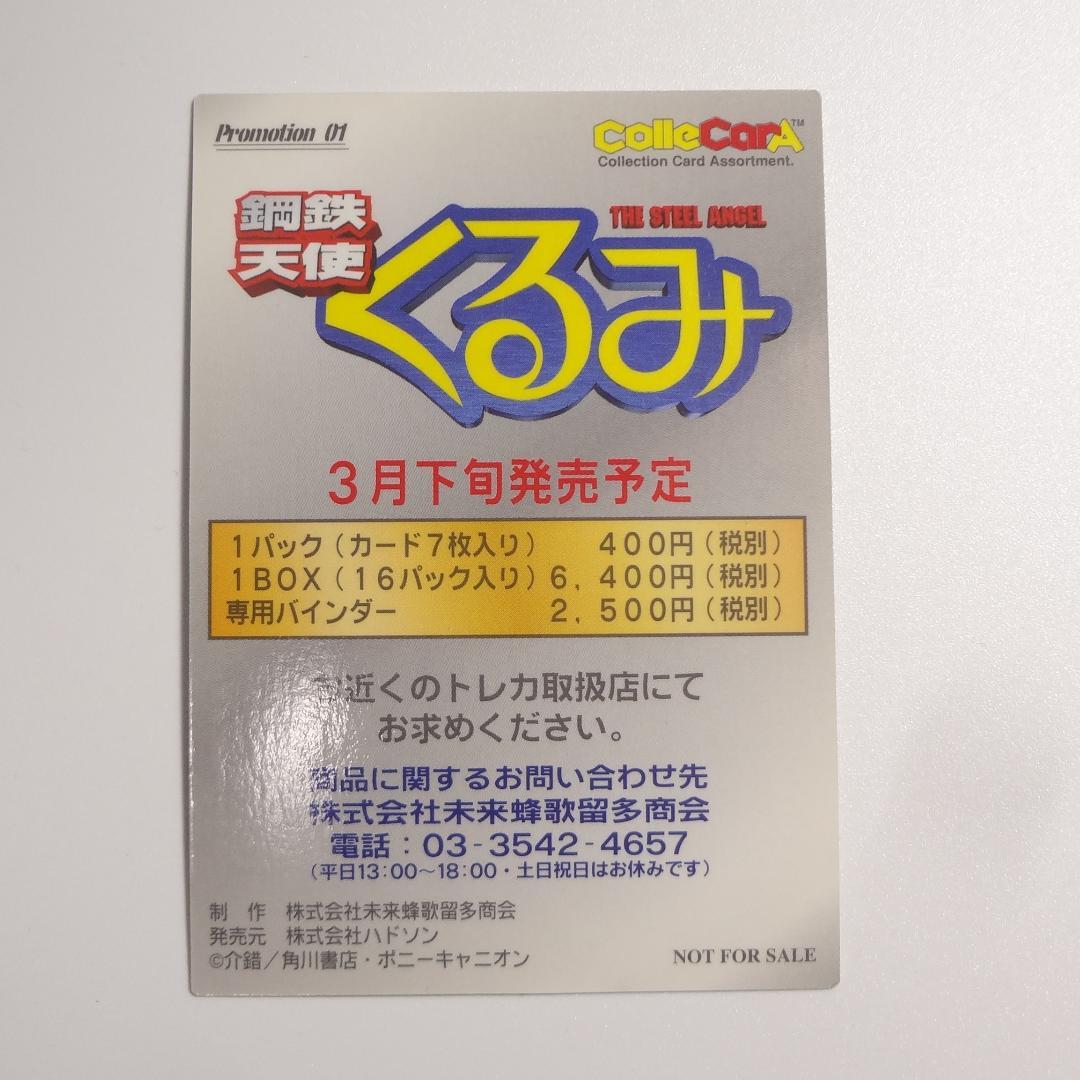 Promotion 01
ColleCarA™
Collection Card Assortment.
鋼鉄
天使
THE STEEL ANGEL
くるみ
3月下旬発売予定
1パック(カード7枚入り) 400円(税別)
1BOX(16パック入り) 6,400円(税別)
専用バインダー 2,500円(税別)
お近くのトレカ取扱店にて
お求めください。
商品に関するお問い合わせ先
株式会社未来蜂歌留多商会
電話:03-3542-4657
(平日13:00~18:00・土日祝日はお休みです)
制 作 株式会社未来蜂歌留多商会
発売元 株式会社ハドソン
©介錯/角川書店・ポニーキャニオン
NOT FOR SALE